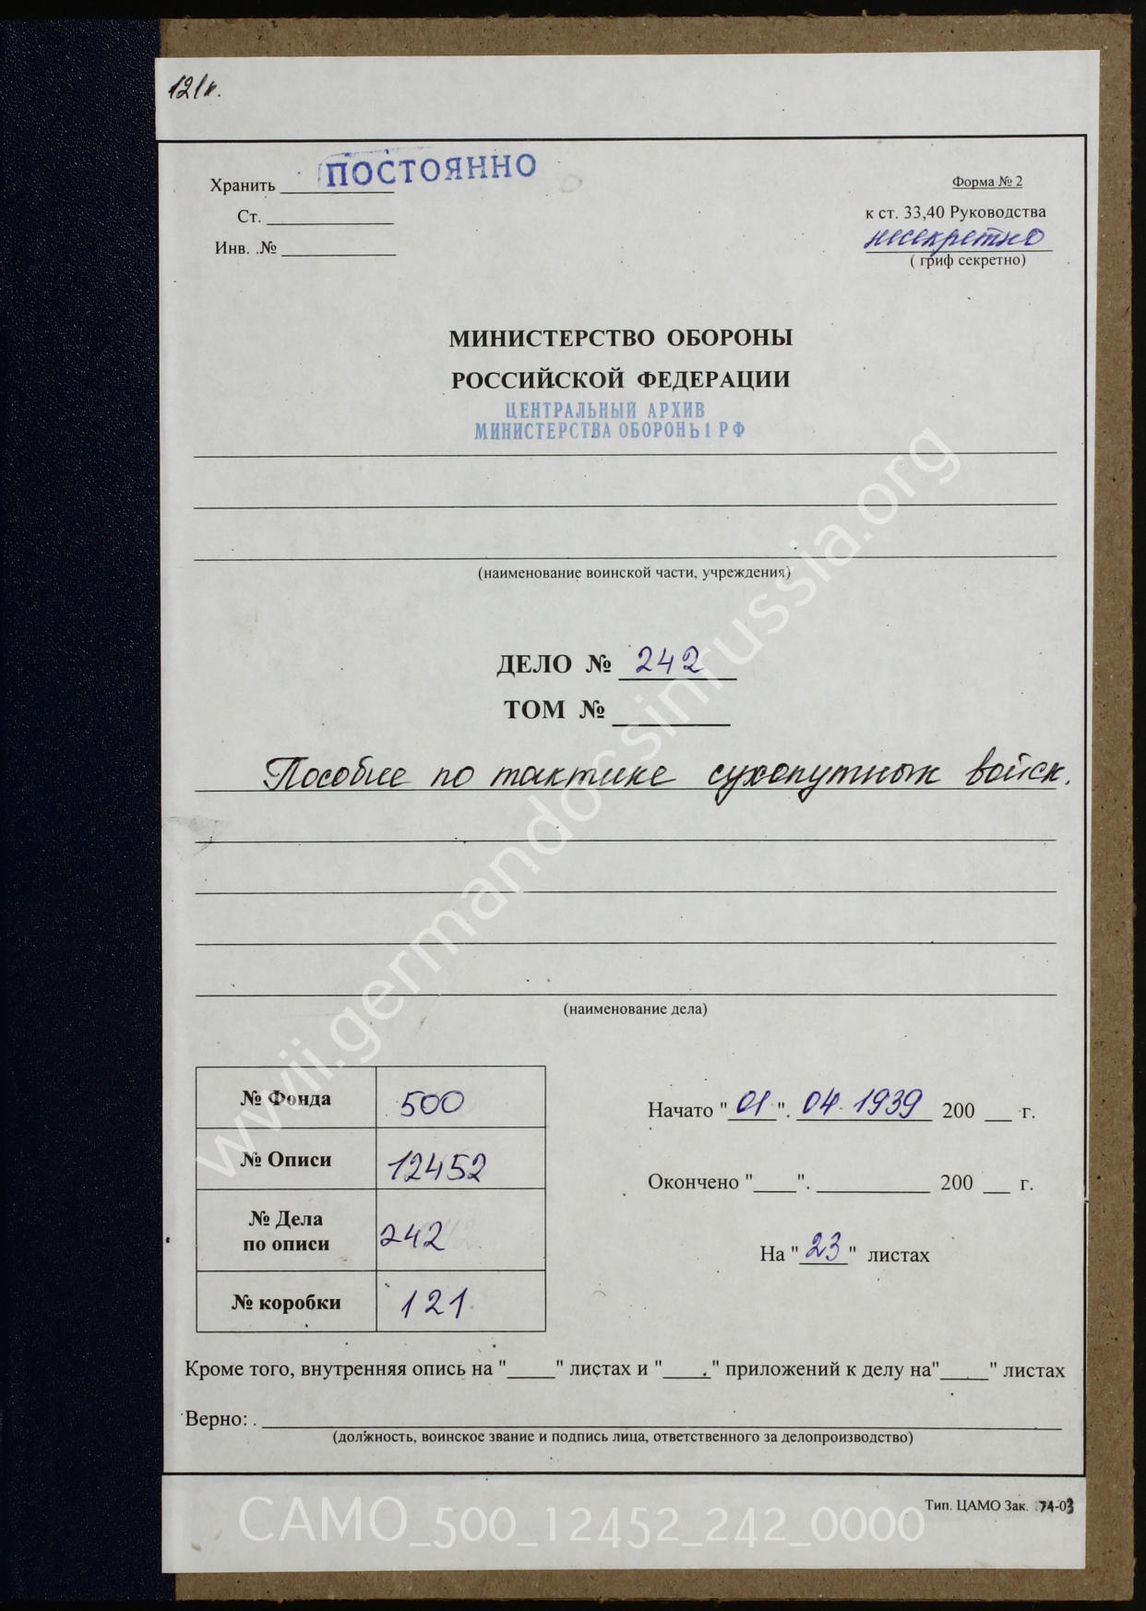 121к.
Хранить ПОСТОЯННО
Форма № 2
Ст.
к ст. 33,40 Руководства
несекретно
Инв. .№
( гриф секретно)
МИНИСТЕРСТВО ОБОРОНЫ
РОССИЙСКОЙ ФЕДЕРАЦИИ
ЦЕНТРАЛЬНЫЙ АРХИВ
МИНИСТЕРСТВА ОБОРОНЫ РФ
(наименование воинской части, учреждения)
ДЕЛО № 242
ТОМ №
Пособие по тактике сухопутных войск.
(наименование дела)
№ Фонда 500
№ Описи 12452
№ Дела
по описи 242
№ коробки 121
Начато "01". 04. 1939 200 г.
Окончено " ". 200 г.
На "23" листах
Кроме того, внутренняя опись на " " листах и " ." приложений к делу на" " листах
Верно:
(должность, воинское звание и подпись лица, ответственного за делопроизводство)
Тип. ЦАМО Зак. 74-03
www.germandocsinrussia.org
CAMO_500_12452_242_0000